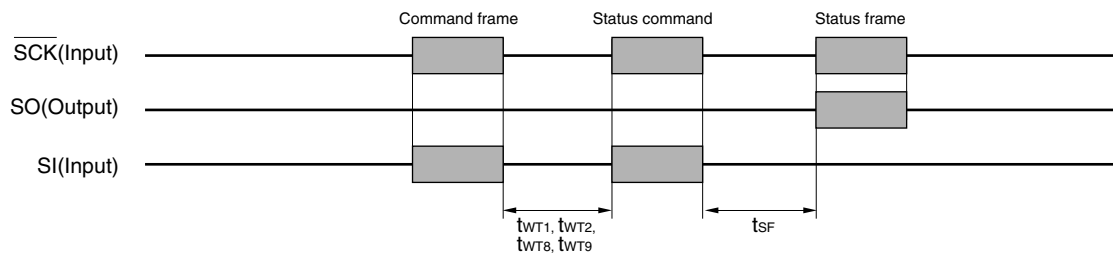 Command frame Status command Status frame
SCK(Input)
SO(Output)
SI(Input)
tWT1, tWT2, tSF
tWT8, tWT9